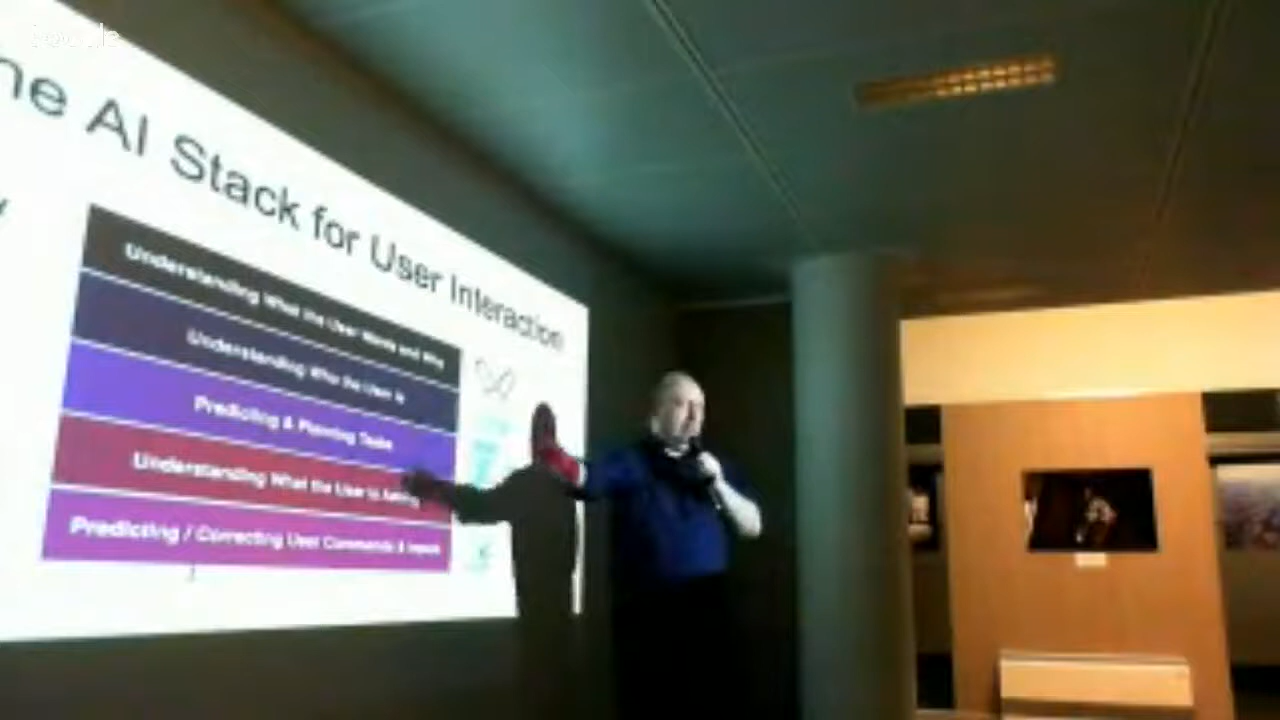 he AI Stack for User Interaction
y
Understanding What the User Wants and Why
Understanding Who the User Is
Predicting & Planning Tasks
Understanding What the User is
Predicting / Correcting User Commands & Inputs